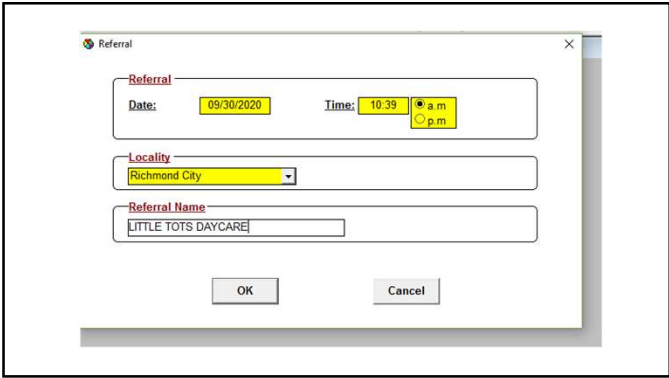 Referral
Referral
Date: 09/30/2020 Time: 10:39 a.m
p.m
Locality
Richmond City
Referral Name
LITTLE TOTS DAYCARE
OK Cancel